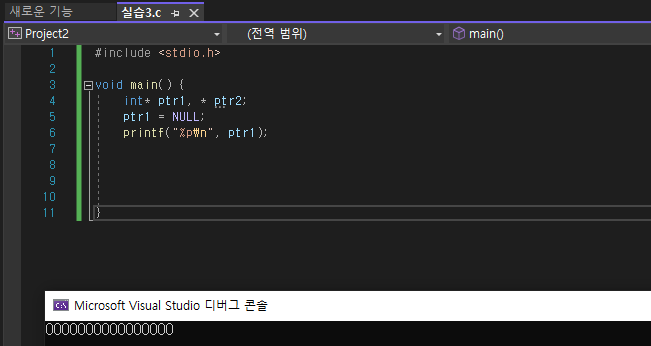 새로운 기능 실습3.c
Project2 (전역 범위) main()
1 #include <stdio.h>
2
3 void main() {
4 int* ptr1, * ptr2;
5 ptr1 = NULL;
6 printf("%p₩n", ptr1);
7
8
9
10
11 }
Microsoft Visual Studio 디버그 콘솔
0000000000000000